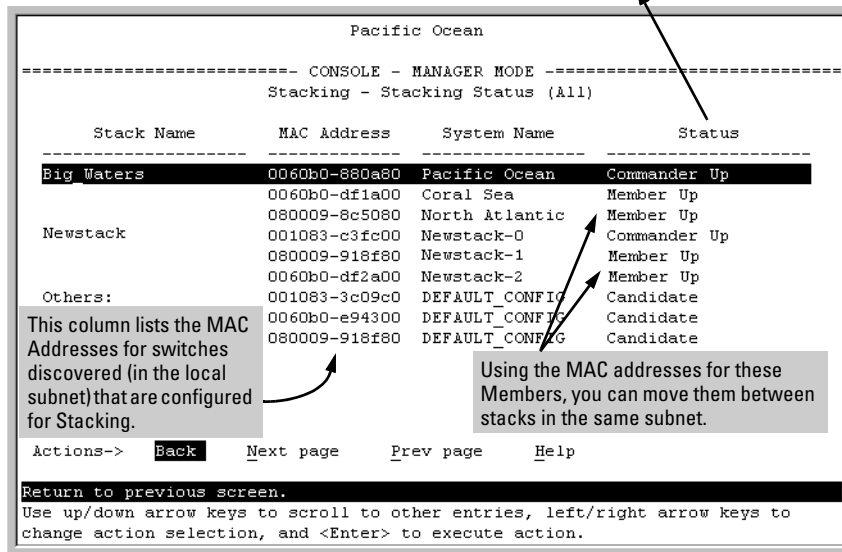 Pacific Ocean
==========================- CONSOLE - MANAGER MODE -============================
Stacking - Stacking Status (All)
Stack Name MAC Address System Name Status
-------------------- ------------- ---------------- --------------------
Big_Waters 0060b0-880a80 Pacific Ocean Commander Up
0060b0-df1a00 Coral Sea Member Up
080009-8c5080 North Atlantic Member Up
Newstack 001083-c3fc00 Newstack-0 Commander Up
080009-918f80 Newstack-1 Member Up
0060b0-df2a00 Newstack-2 Member Up
Others: 001083-3c09c0 DEFAULT_CONFIG Candidate
0060b0-e94300 DEFAULT_CONFIG Candidate
080009-918f80 DEFAULT_CONFIG Candidate
This column lists the MAC
Addresses for switches
discovered (in the local
subnet) that are configured
for Stacking.
Using the MAC addresses for these
Members, you can move them between
stacks in the same subnet.
Actions-> Back Next page Prev page Help
Return to previous screen.
Use up/down arrow keys to scroll to other entries, left/right arrow keys to
change action selection, and <Enter> to execute action.